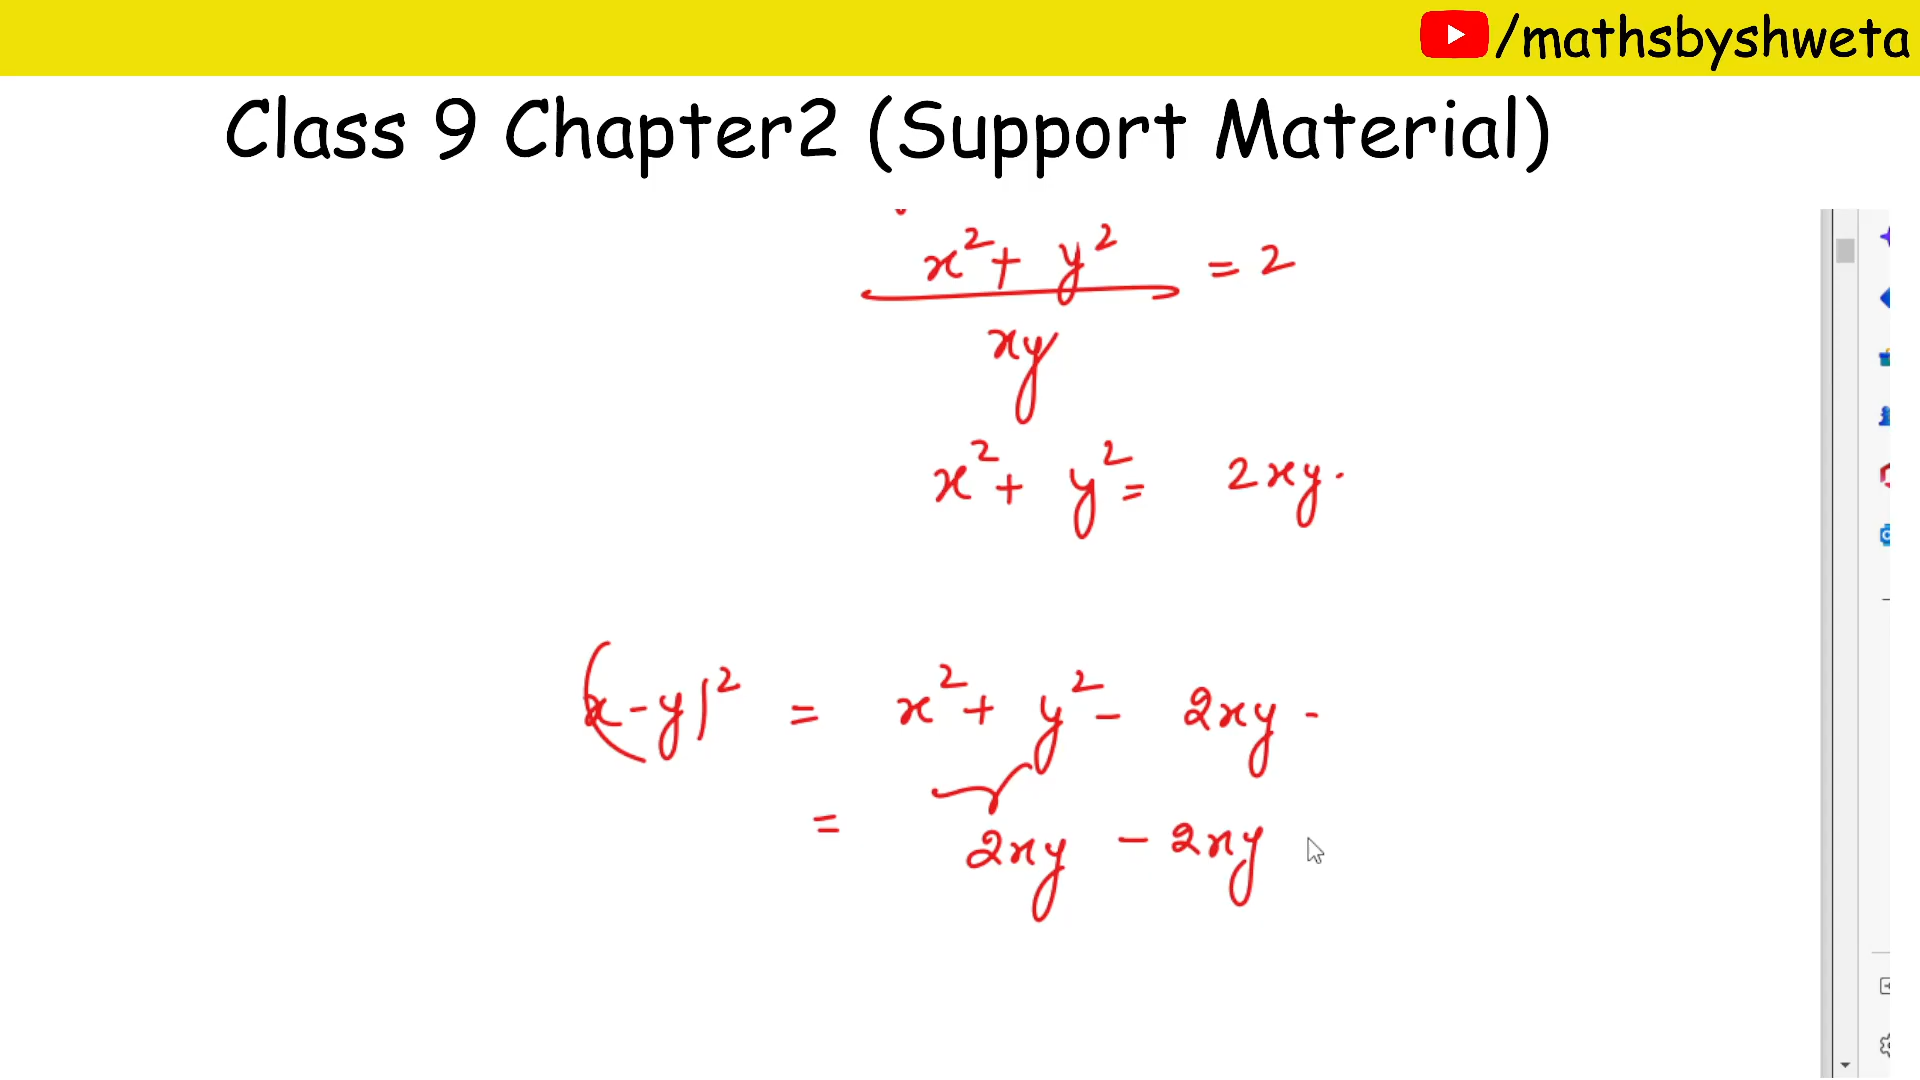 /mathsbyshweta
Class 9 Chapter2 (Support Material)
x² + y² = 2
xy
x² + y² = 2xy.
(x-y)² = x² + y² - 2xy -
= 2xy - 2xy